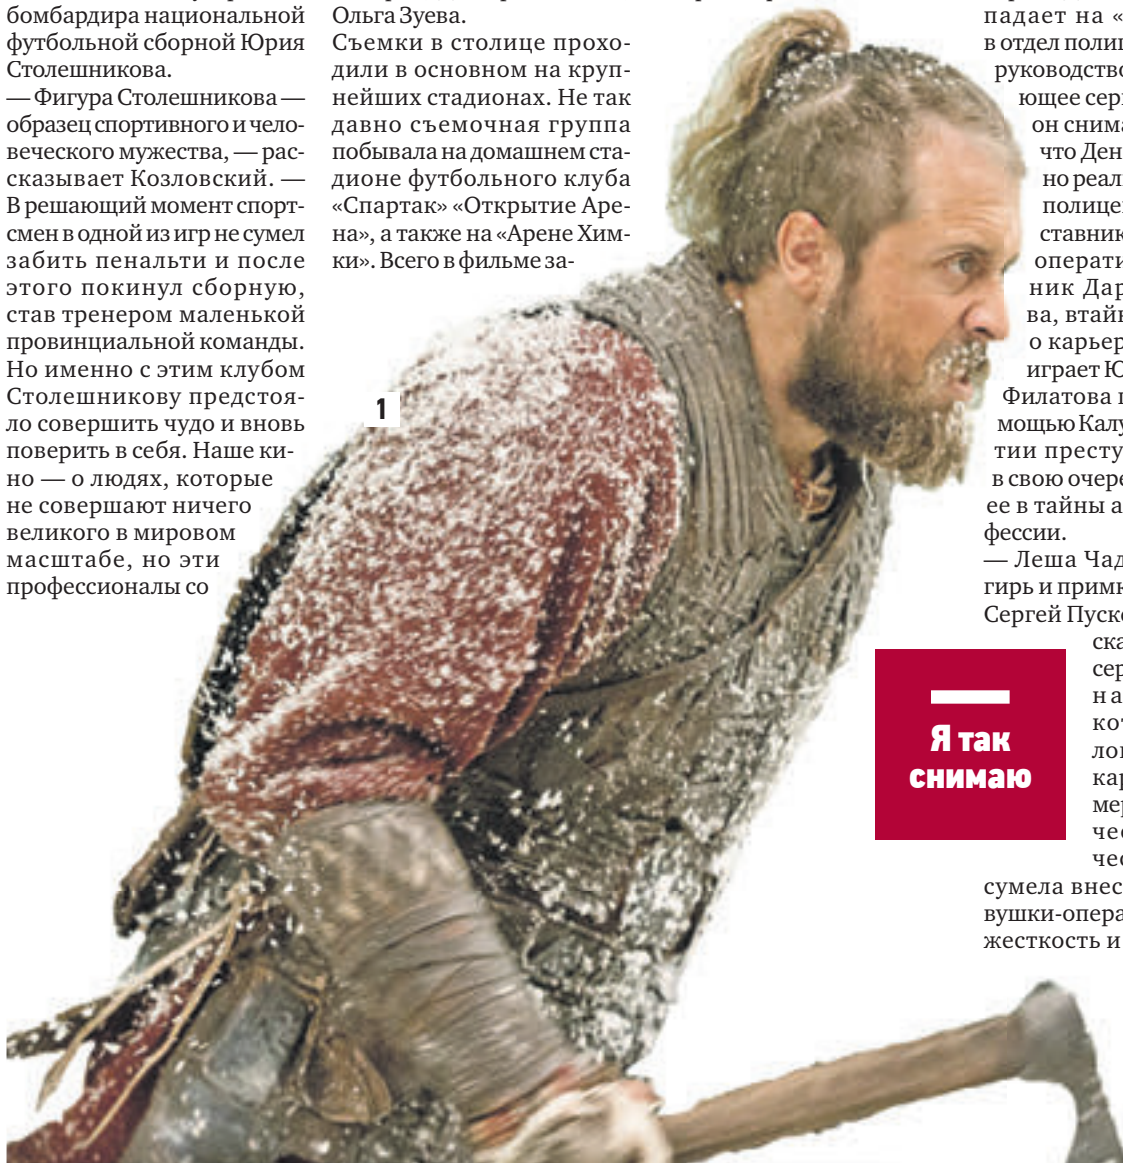 бомбардира национальной
футбольной сборной Юрия
Столешникова.
— Фигура Столешникова —
образец спортивного и чело-
веческого мужества, — рас-
сказывает Козловский. —
В решающий момент спорт-
смен в одной из игр не сумел
забить пенальти и после
этого покинул сборную,
став тренером маленькой
провинциальной команды.
Но именно с этим клубом
Столешникову предстоя-
ло совершить чудо и вновь
поверить в себя. Наше ки-
но — о людях, которые
не совершают ничего
великого в мировом
масштабе, но эти
профессионалы со
Ольга Зуева.
Съемки в столице прохо-
дили в основном на круп-
нейших стадионах. Не так
давно съемочная группа
побывала на домашнем ста-
дионе футбольного клуба
«Спартак» «Открытие Аре-
на», а также на «Арене Хим-
ки». Всего в фильме за-
1
падает на «
в отдел полиц
руководство
ющее сери
он снима
что Ден
но реали
полице
ставник
операти
ник Дар
ва, втайн
о карьер
играет Ю
Филатова п
мощью Калу
тии престу
в свою очере
ее в тайны а
фессии.
— Леша Чад
гирь и примк
Сергей Пуске
ска
сер
на
кот
лог
кар
мер
чес
чес
сумела внес
вушки-опера
жесткость и
Я так
снимаю